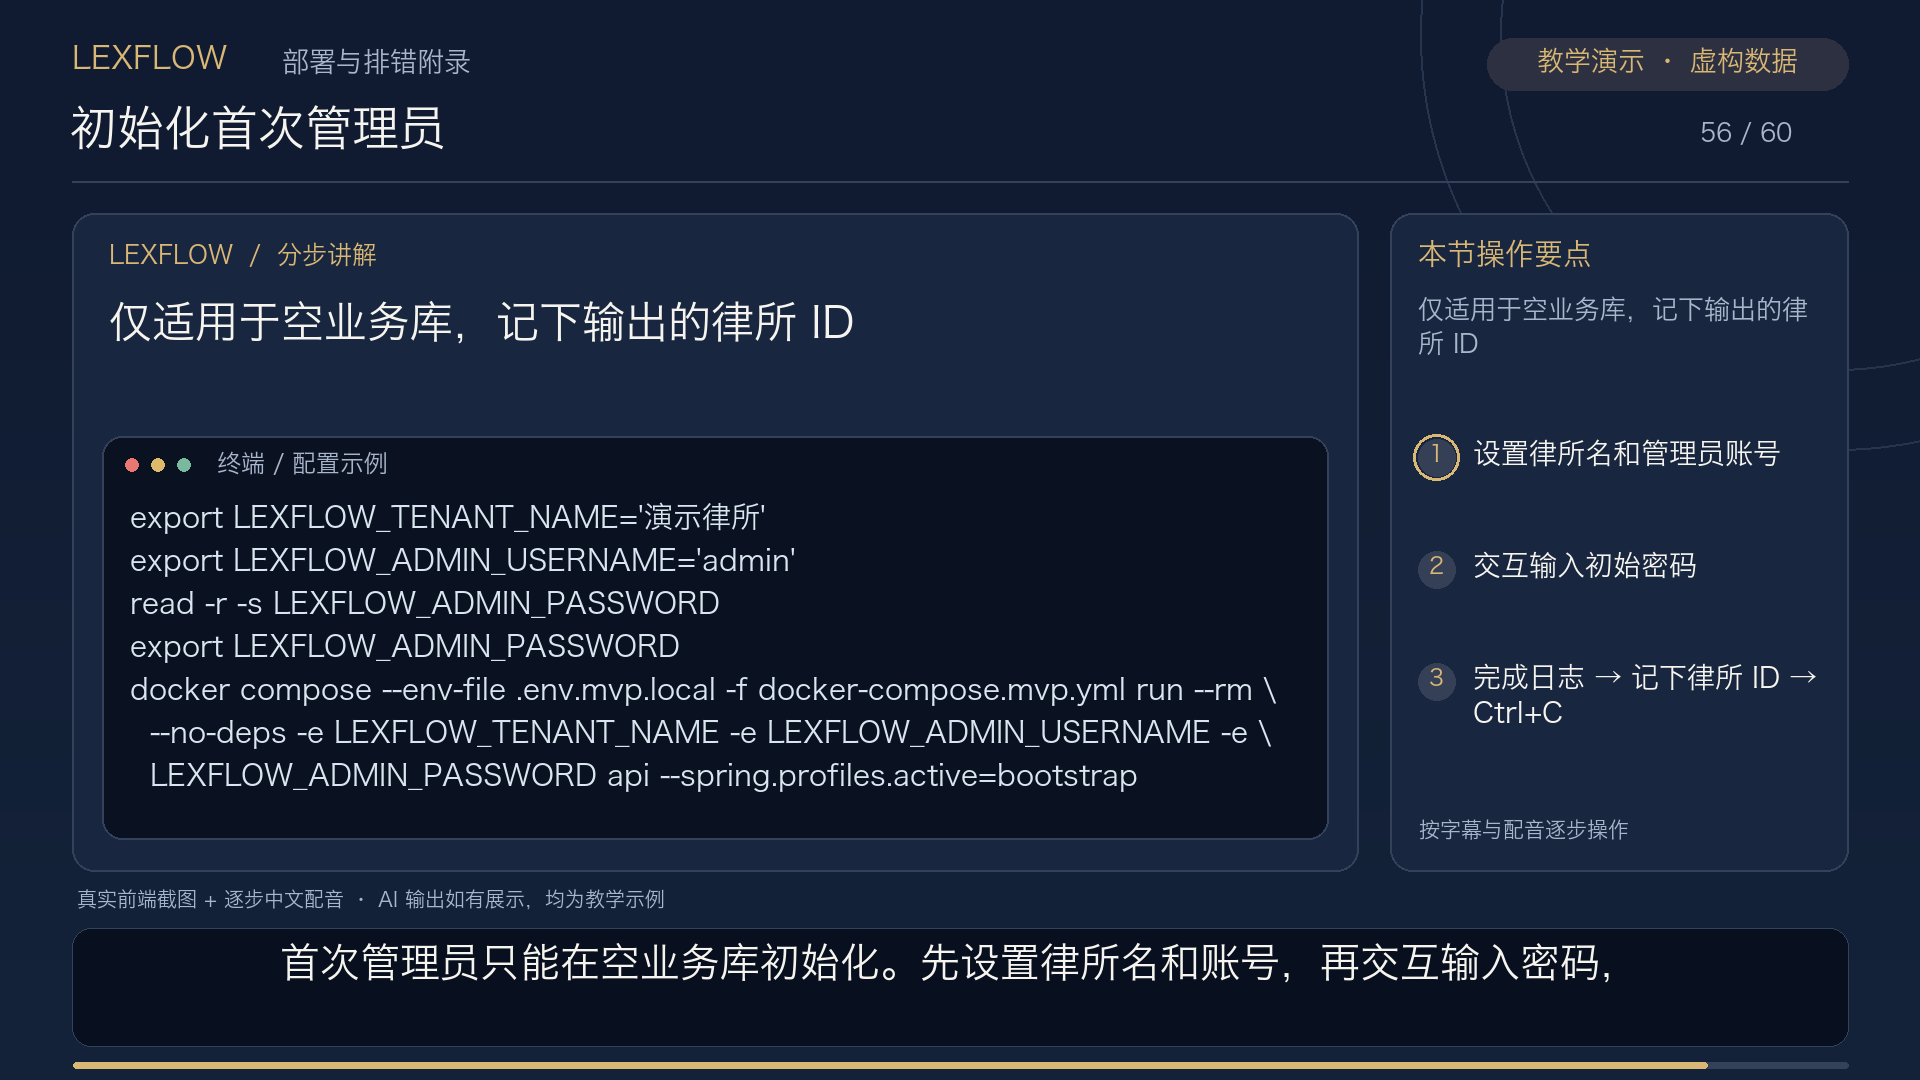 LEXFLOW 部署与排错附录
教学演示 · 虚构数据
初始化首次管理员
56 / 60
LEXFLOW / 分步讲解
仅适用于空业务库，记下输出的律所 ID
终端 / 配置示例
export LEXFLOW_TENANT_NAME='演示律所'
export LEXFLOW_ADMIN_USERNAME='admin'
read -r -s LEXFLOW_ADMIN_PASSWORD
export LEXFLOW_ADMIN_PASSWORD
docker compose --env-file .env.mvp.local -f docker-compose.mvp.yml run --rm \
--no-deps -e LEXFLOW_TENANT_NAME -e LEXFLOW_ADMIN_USERNAME -e \
LEXFLOW_ADMIN_PASSWORD api --spring.profiles.active=bootstrap
本节操作要点
仅适用于空业务库，记下输出的律
所 ID
1 设置律所名和管理员账号
2 交互输入初始密码
3 完成日志 → 记下律所 ID →
Ctrl+C
按字幕与配音逐步操作
真实前端截图 + 逐步中文配音 · AI 输出如有展示，均为教学示例
首次管理员只能在空业务库初始化。先设置律所名和账号，再交互输入密码，